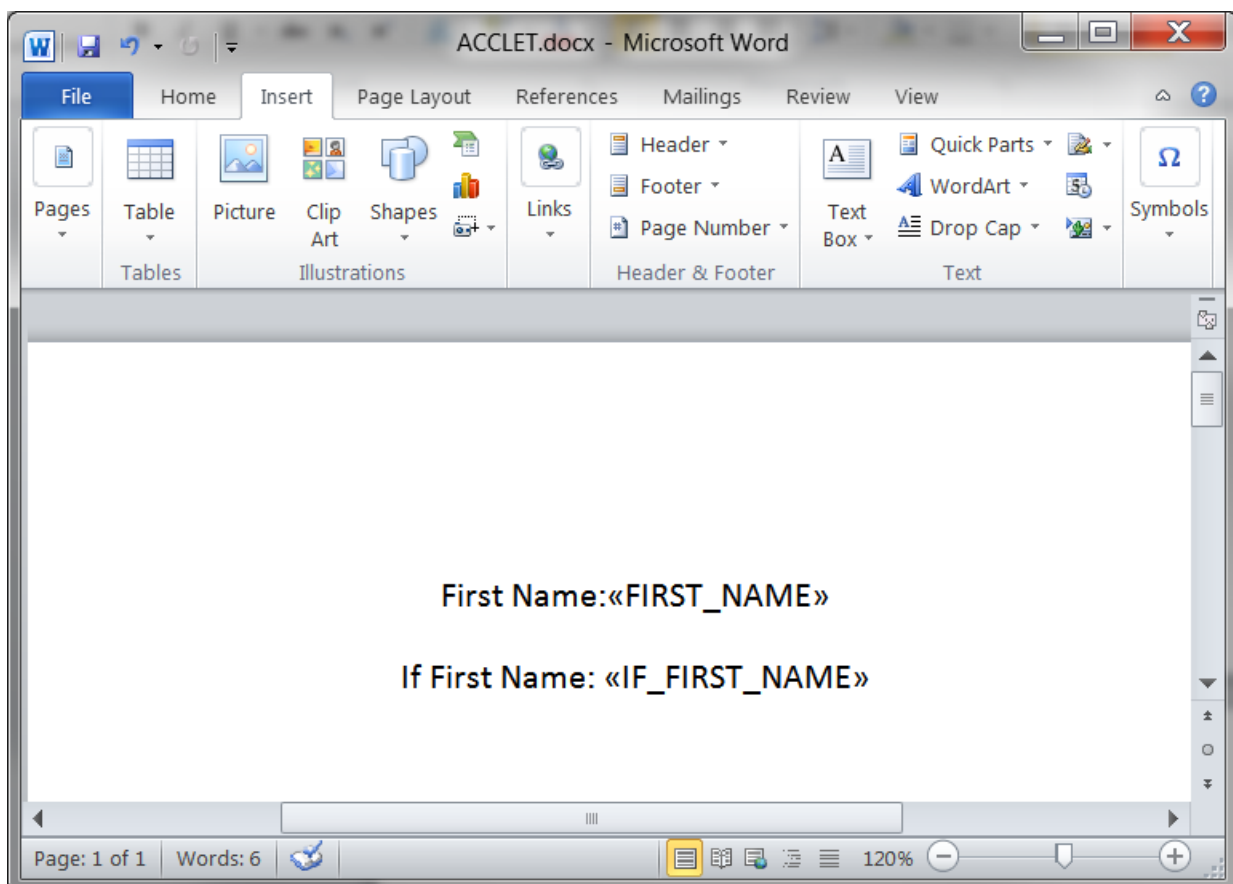 W ACCLET.docx - Microsoft Word X
File Home Insert Page Layout References Mailings Review View ?
Pages Table Picture Clip Art Shapes Links Header Footer Page Number A Text Box Quick Parts WordArt Drop Cap Ω Symbols
Tables Illustrations Header & Footer Text
First Name:«FIRST_NAME»
If First Name: «IF_FIRST_NAME»
Page: 1 of 1 Words: 6 120%